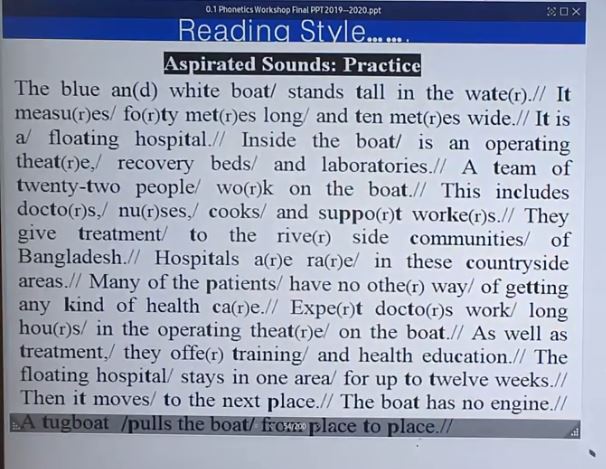 0.1 Phonetics Workshop Final PPT2019--2020.ppt
Reading Style... ... .
Aspirated Sounds: Practice
The blue an(d) white boat/ stands tall in the wate(r).// It
measu(r)es/ fo(r)ty met(r)es long/ and ten met(r)es wide.// It is
a/ floating hospital.// Inside the boat/ is an operating
theat(r)e,/ recovery beds/ and laboratories.// A team of
twenty-two people/ wo(r)k on the boat.// This includes
docto(r)s,/ nu(r)ses,/ cooks/ and suppo(r)t worke(r)s.// They
give treatment/ to the rive(r) side communities/ of
Bangladesh.// Hospitals a(r)e ra(r)e/ in these countryside
areas.// Many of the patients/ have no othe(r) way/ of getting
any kind of health ca(r)e.// Expe(r)t docto(r)s work/ long
hou(r)s/ in the operating theat(r)e/ on the boat.// As well as
treatment,/ they offe(r) training/ and health education.// The
floating hospital/ stays in one area/ for up to twelve weeks.//
Then it moves/ to the next place.// The boat has no engine.//
A tugboat /pulls the boat/ from place to place.//
54/200